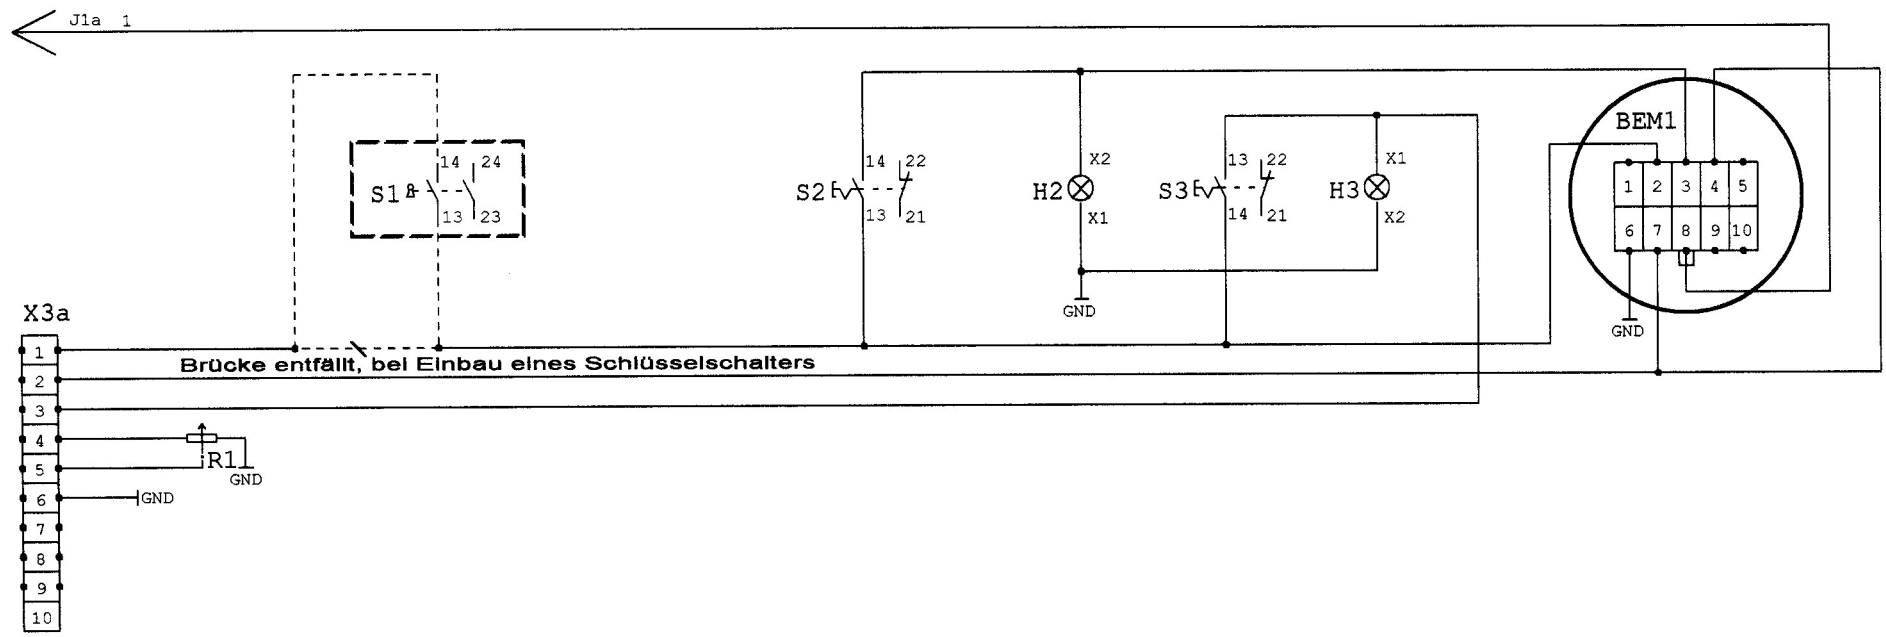 J1a 1
BEM1
14 24
S1
13 23
14 22
S2
13 21
X2
H2
X1
GND
13 22
S3
14 21
X1
H3
X2
1 2 3 4 5
6 7 8 9 10
GND
X3a
1
Brücke entfällt, bei Einbau eines Schlüsselschalters
2
3
4
R1
5
GND
6
GND
7
8
9
10